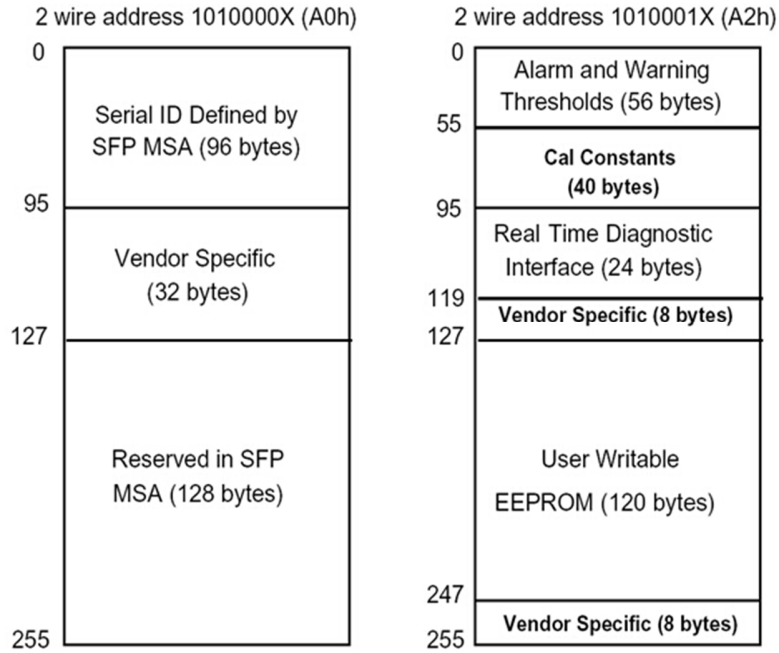 2 wire address 1010000X (A0h)
0
Serial ID Defined by
SFP MSA (96 bytes)
95
Vendor Specific
(32 bytes)
127
Reserved in SFP
MSA (128 bytes)
255
2 wire address 1010001X (A2h)
0
Alarm and Warning
Thresholds (56 bytes)
55
Cal Constants
(40 bytes)
95
Real Time Diagnostic
Interface (24 bytes)
119
Vendor Specific (8 bytes)
127
User Writable
EEPROM (120 bytes)
247
Vendor Specific (8 bytes)
255